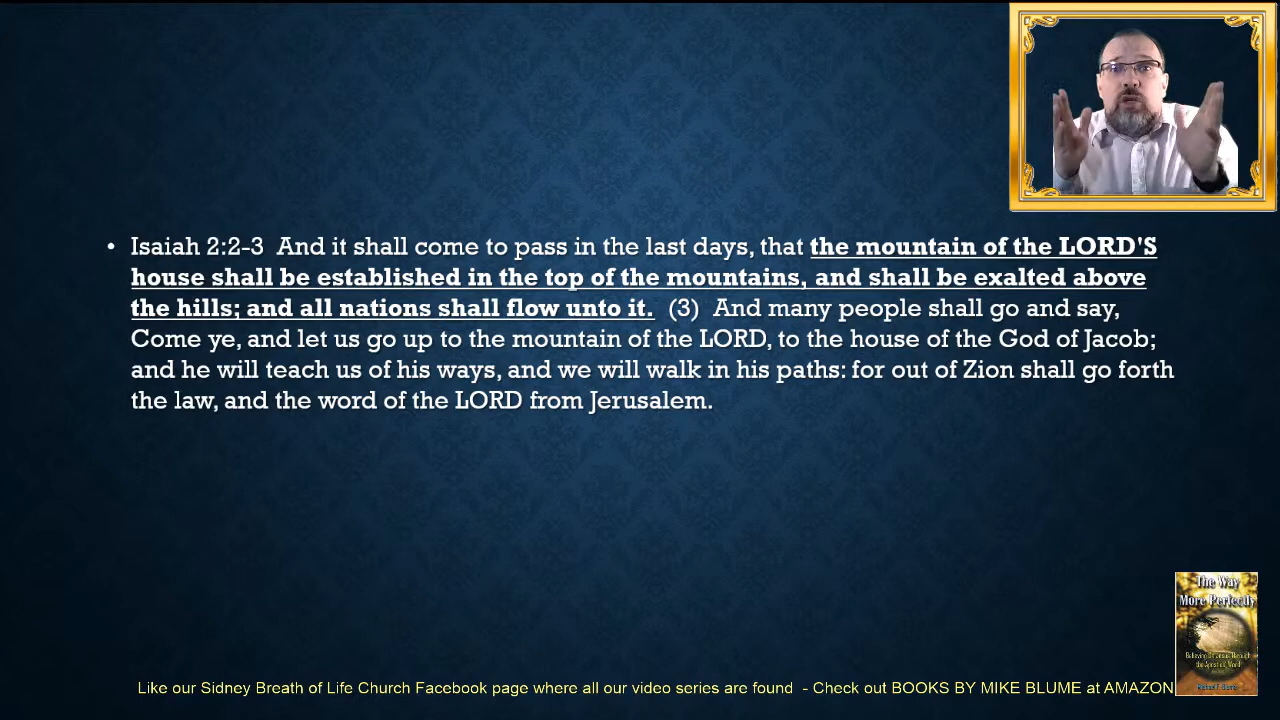 • Isaiah 2:2-3 And it shall come to pass in the last days, that the mountain of the LORD'S
house shall be established in the top of the mountains, and shall be exalted above
the hills; and all nations shall flow unto it. (3) And many people shall go and say,
Come ye, and let us go up to the mountain of the LORD, to the house of the God of Jacob;
and he will teach us of his ways, and we will walk in his paths: for out of Zion shall go forth
the law, and the word of the LORD from Jerusalem.
The Way
More Perfectly
Believing On Jesus Through
the Apostles' Word
Like our Sidney Breath of Life Church Facebook page where all our video series are found - Check out BOOKS BY MIKE BLUME at AMAZON